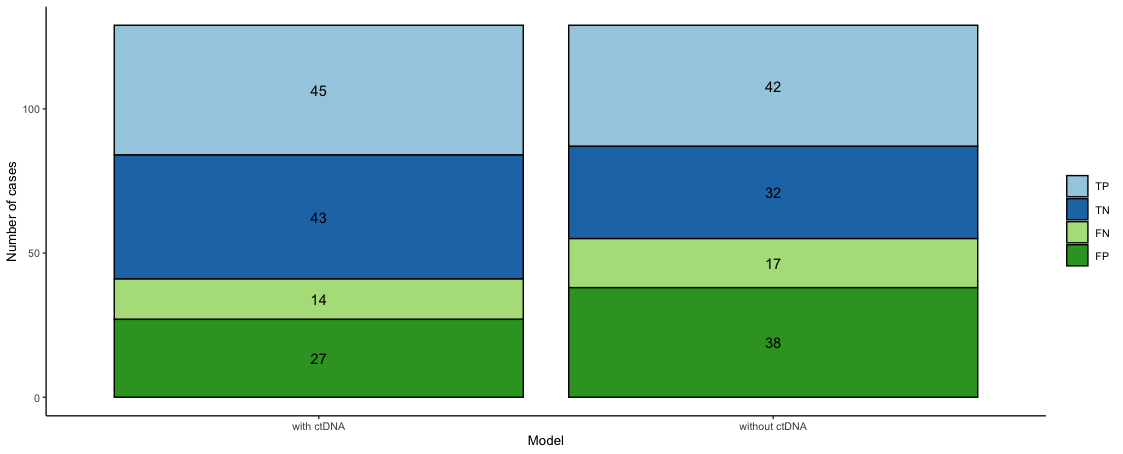 Number of cases
100
50
0
45
43
14
27
42
32
17
38
with ctDNA
without ctDNA
Model
TP
TN
FN
FP